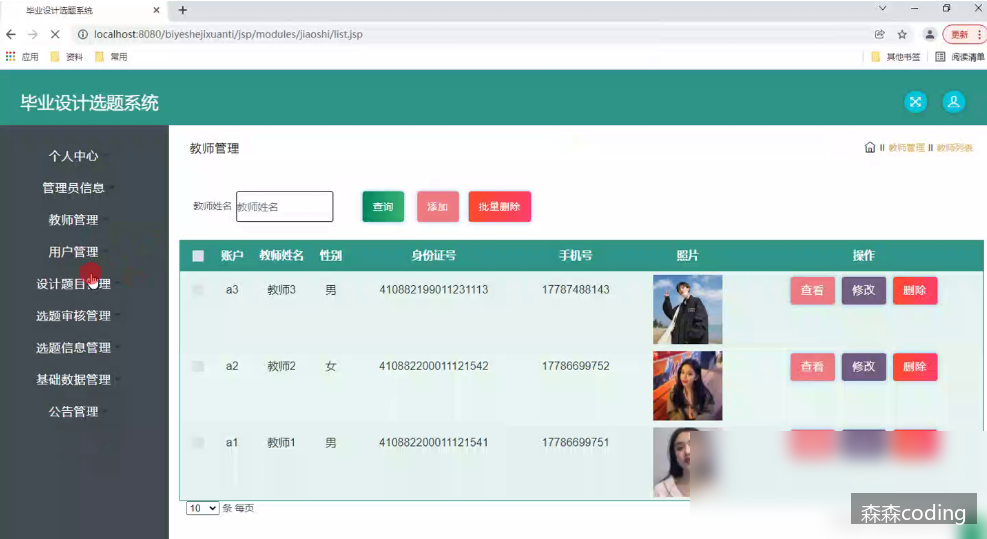 毕业设计选题系统
localhost:8080/biyeshejixuanti/jsp/modules/jiaoshi/list.jsp
更新
应用 资料 常用 其他书签 阅读清单
毕业设计选题系统
个人中心
管理员信息
教师管理
用户管理
设计题目管理
选题审核管理
选题信息管理
基础数据管理
公告管理
教师管理
II 教师管理 II 教师列表
教师姓名 教师姓名 查询 添加 批量删除
账户 教师姓名 性别 身份证号 手机号 照片 操作
a3 教师3 男 410882199011231113 17787488143 查看 修改 删除
a2 教师2 女 410882200011121542 17786699752 查看 修改 删除
a1 教师1 男 410882200011121541 17786699751
10 条 每页
森森coding